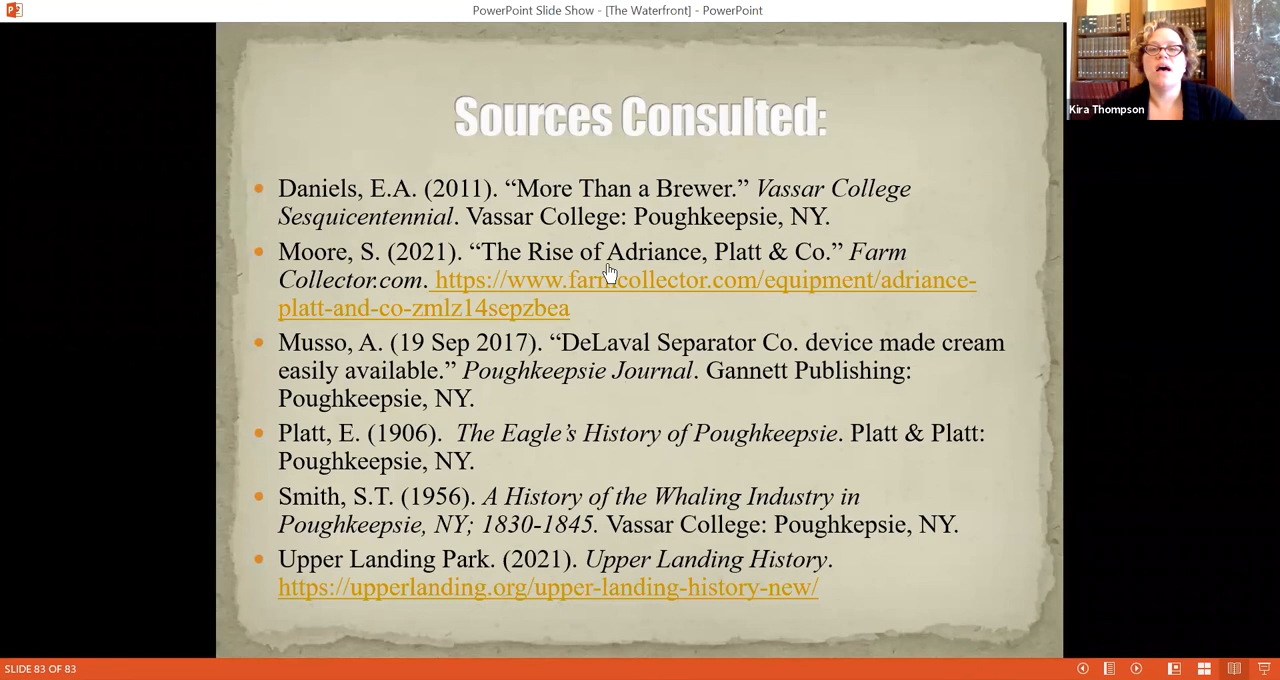 PowerPoint Slide Show - [The Waterfront] - PowerPoint
Kira Thompson
Sources Consulted:
• Daniels, E.A. (2011). “More Than a Brewer.” Vassar College
Sesquicentennial. Vassar College: Poughkeepsie, NY.
• Moore, S. (2021). “The Rise of Adriance, Platt & Co.” Farm
Collector.com. https://www.farmcollector.com/equipment/adriance-
platt-and-co-zmlz14sepzbea
• Musso, A. (19 Sep 2017). “DeLaval Separator Co. device made cream
easily available.” Poughkeepsie Journal. Gannett Publishing:
Poughkeepsie, NY.
• Platt, E. (1906). The Eagle’s History of Poughkeepsie. Platt & Platt:
Poughkeepsie, NY.
• Smith, S.T. (1956). A History of the Whaling Industry in
Poughkeepsie, NY; 1830-1845. Vassar College: Poughkepsie, NY.
• Upper Landing Park. (2021). Upper Landing History.
https://upperlanding.org/upper-landing-history-new/
SLIDE 83 OF 83